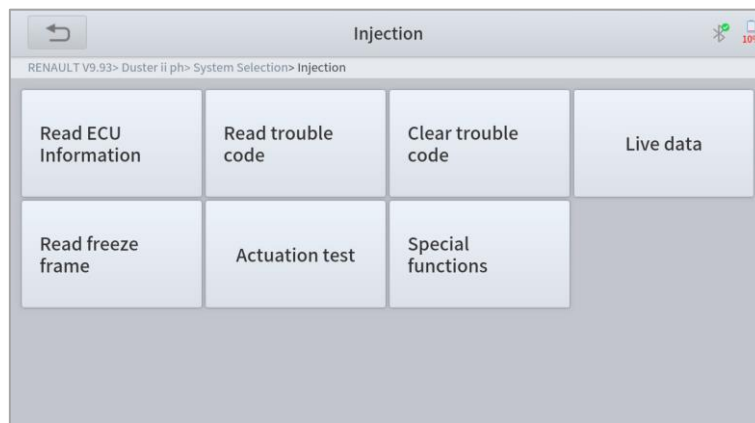 Injection
RENAULT V9.93> Duster ii ph> System Selection> Injection
Read ECU
Information
Read trouble
code
Clear trouble
code
Live data
Read freeze
frame
Actuation test
Special
functions